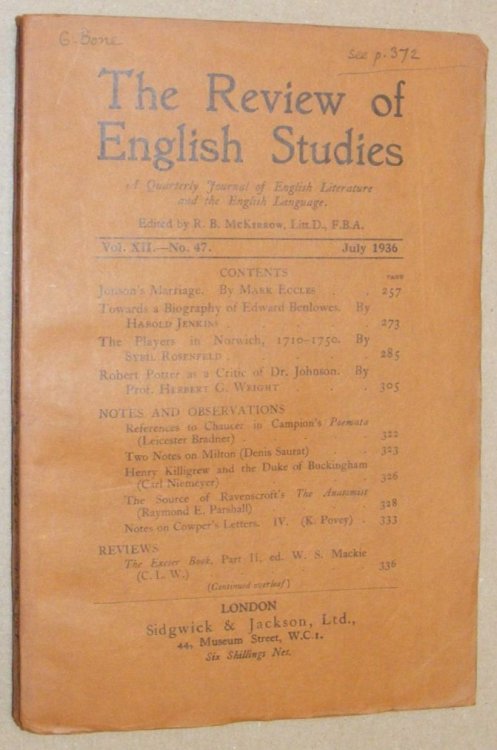 G. Bone
see p. 372
The Review of
English Studies
A Quarterly Journal of English Literature
and the English Language.
Edited by R. B. McKerrow, Litt.D., F.B.A.
Vol. XII.—No. 47. July 1936
CONTENTS
PAGE
Jonson's Marriage. By Mark Eccles . . 257
Towards a Biography of Edward Benlowes. By
Harold Jenkins . . . . . 273
The Players in Norwich, 1710-1750. By
Sybil Rosenfeld . . . . . 285
Robert Potter as a Critic of Dr. Johnson. By
Prof. Herbert G. Wright . . . . 305
NOTES AND OBSERVATIONS
References to Chaucer in Campion's Poemata
(Leicester Bradner) . . . . 322
Two Notes on Milton (Denis Saurat) . . 323
Henry Killigrew and the Duke of Buckingham
(Carl Niemeyer) . . . . 326
The Source of Ravenscroft's The Anatomist
(Raymond E. Parshall) . . . . 328
Notes on Cowper's Letters. IV. (K. Povey) . 333
REVIEWS
The Exeter Book, Part II, ed. W. S. Mackie
(C. L. W.) . . . . . 336
(Continued overleaf)
LONDON
Sidgwick & Jackson, Ltd.,
44, Museum Street, W.C.1.
Six Shillings Net.